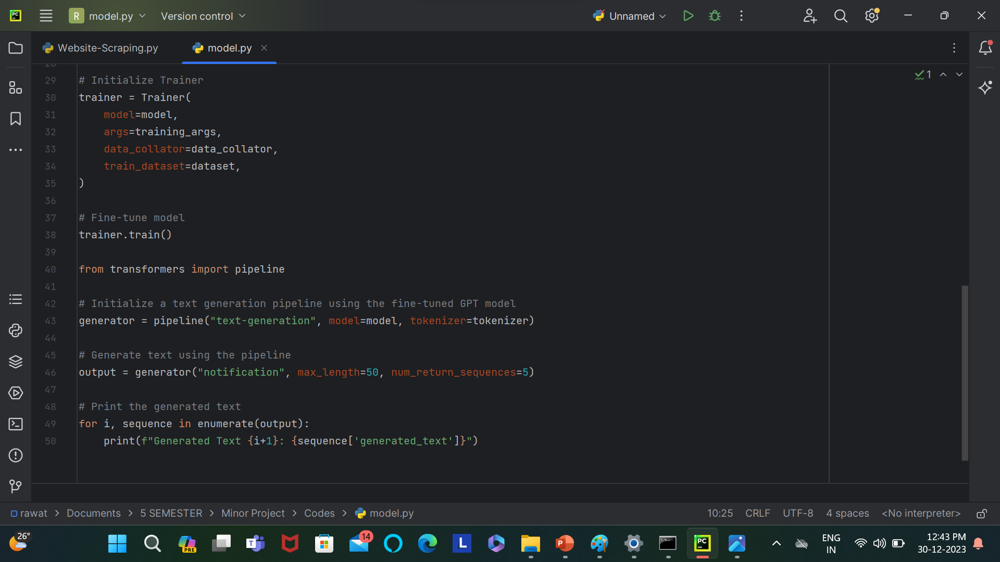 PC
R model.py Version control Unnamed
Website-Scraping.py model.py
28
29 # Initialize Trainer 1
30 trainer = Trainer(
31 model=model,
32 args=training_args,
33 data_collator=data_collator,
34 train_dataset=dataset,
35 )
36
37 # Fine-tune model
38 trainer.train()
39
40 from transformers import pipeline
41
42 # Initialize a text generation pipeline using the fine-tuned GPT model
43 generator = pipeline("text-generation", model=model, tokenizer=tokenizer)
44
45 # Generate text using the pipeline
46 output = generator("notification", max_length=50, num_return_sequences=5)
47
48 # Print the generated text
49 for i, sequence in enumerate(output):
50 print(f"Generated Text {i+1}: {sequence['generated_text']}")
rawat > Documents > 5 SEMESTER > Minor Project > Codes > model.py 10:25 CRLF UTF-8 4 spaces <No interpreter>
26° PRE T 14 L P PC ENG 12:43 PM
IN 30-12-2023